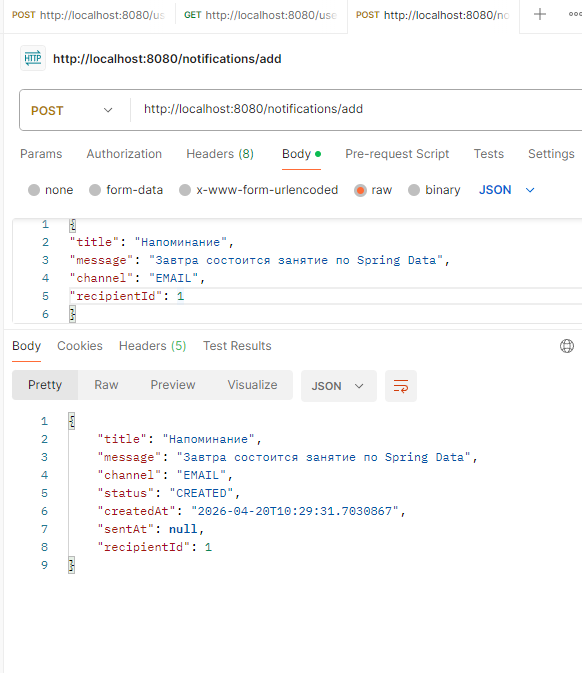 POST http://localhost:8080/us GET http://localhost:8080/use POST http://localhost:8080/no
HTTP http://localhost:8080/notifications/add
POST http://localhost:8080/notifications/add
Params Authorization Headers (8) Body Pre-request Script Tests Settings
none form-data x-www-form-urlencoded raw binary JSON
1 {
2 "title": "Напоминание",
3 "message": "Завтра состоится занятие по Spring Data",
4 "channel": "EMAIL",
5 "recipientId": 1
6 }
Body Cookies Headers (5) Test Results
Pretty Raw Preview Visualize JSON
1 {
2 "title": "Напоминание",
3 "message": "Завтра состоится занятие по Spring Data",
4 "channel": "EMAIL",
5 "status": "CREATED",
6 "createdAt": "2026-04-20T10:29:31.7030867",
7 "sentAt": null,
8 "recipientId": 1
9 }